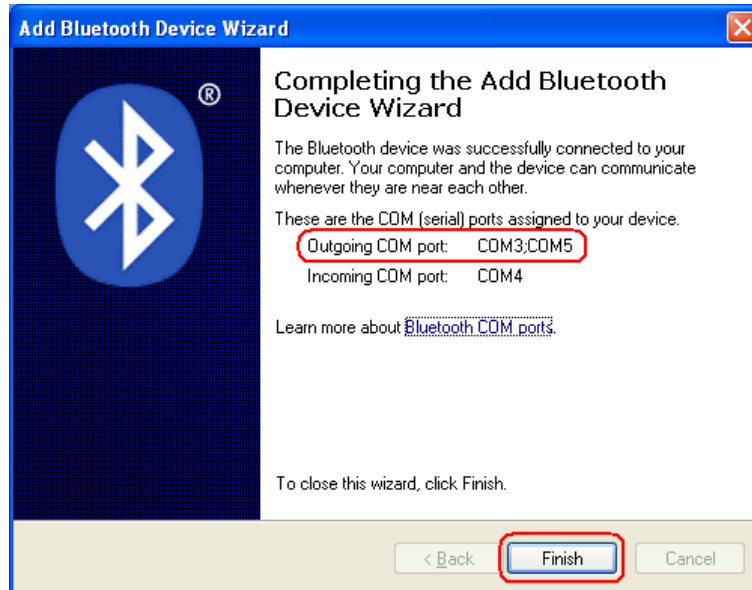 Add Bluetooth Device Wizard
®
Completing the Add Bluetooth
Device Wizard
The Bluetooth device was successfully connected to your
computer. Your computer and the device can communicate
whenever they are near each other.
These are the COM (serial) ports assigned to your device.
Outgoing COM port: COM3;COM5
Incoming COM port: COM4
Learn more about Bluetooth COM ports.
To close this wizard, click Finish.
< Back Finish Cancel